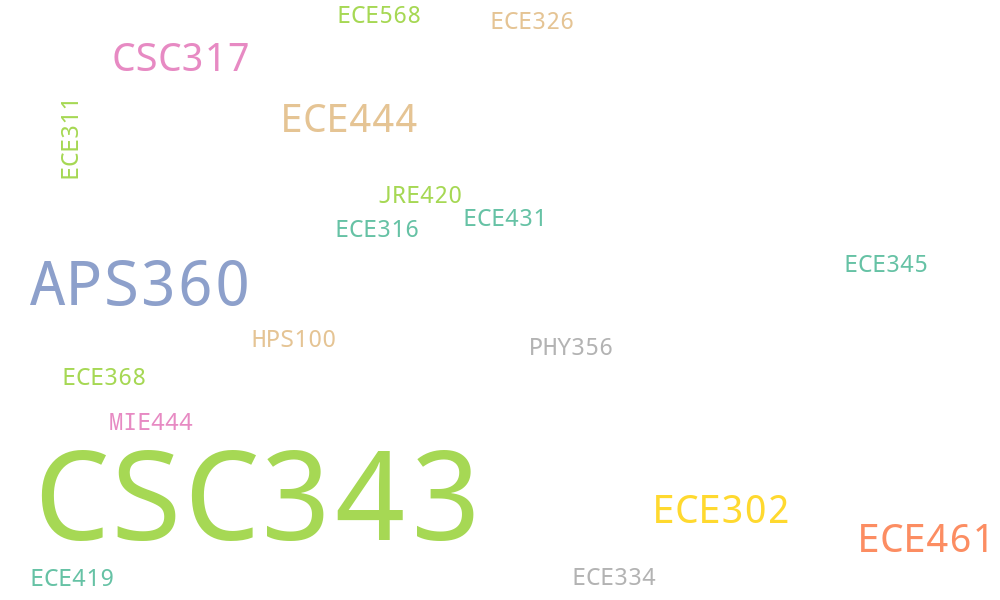 ECE568
ECE326
CSC317
ECE444
ECE311
JRE420
ECE431
ECE316
APS360
ECE345
HPS100
PHY356
ECE368
MIE444
CSC343
ECE302
ECE461
ECE419
ECE334